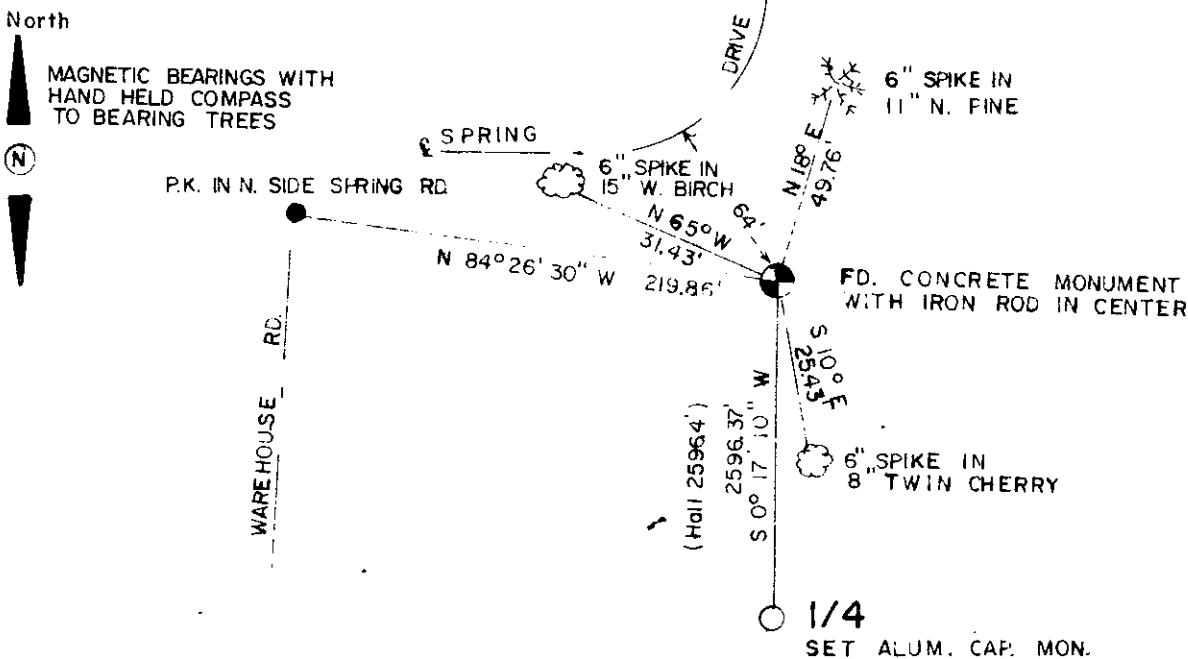 North
MAGNETIC BEARINGS WITH
HAND HELD COMPASS
TO BEARING TREES
N
DRIVE
6" SPIKE IN
11" N. PINE
N 18° E
49.76'
℄ SPRING
6" SPIKE IN
15" W. BIRCH
64'
P.K. IN N. SIDE SPRING RD.
N 65° W
31.43'
N 84° 26' 30" W 219.86'
FD. CONCRETE MONUMENT
WITH IRON ROD IN CENTER
WAREHOUSE RD.
(Hall 2596.4')
2596.37'
S 0° 17' 10" W
S 10° E
25.43'
6" SPIKE IN
8" TWIN CHERRY
1/4
SET ALUM. CAP. MON.